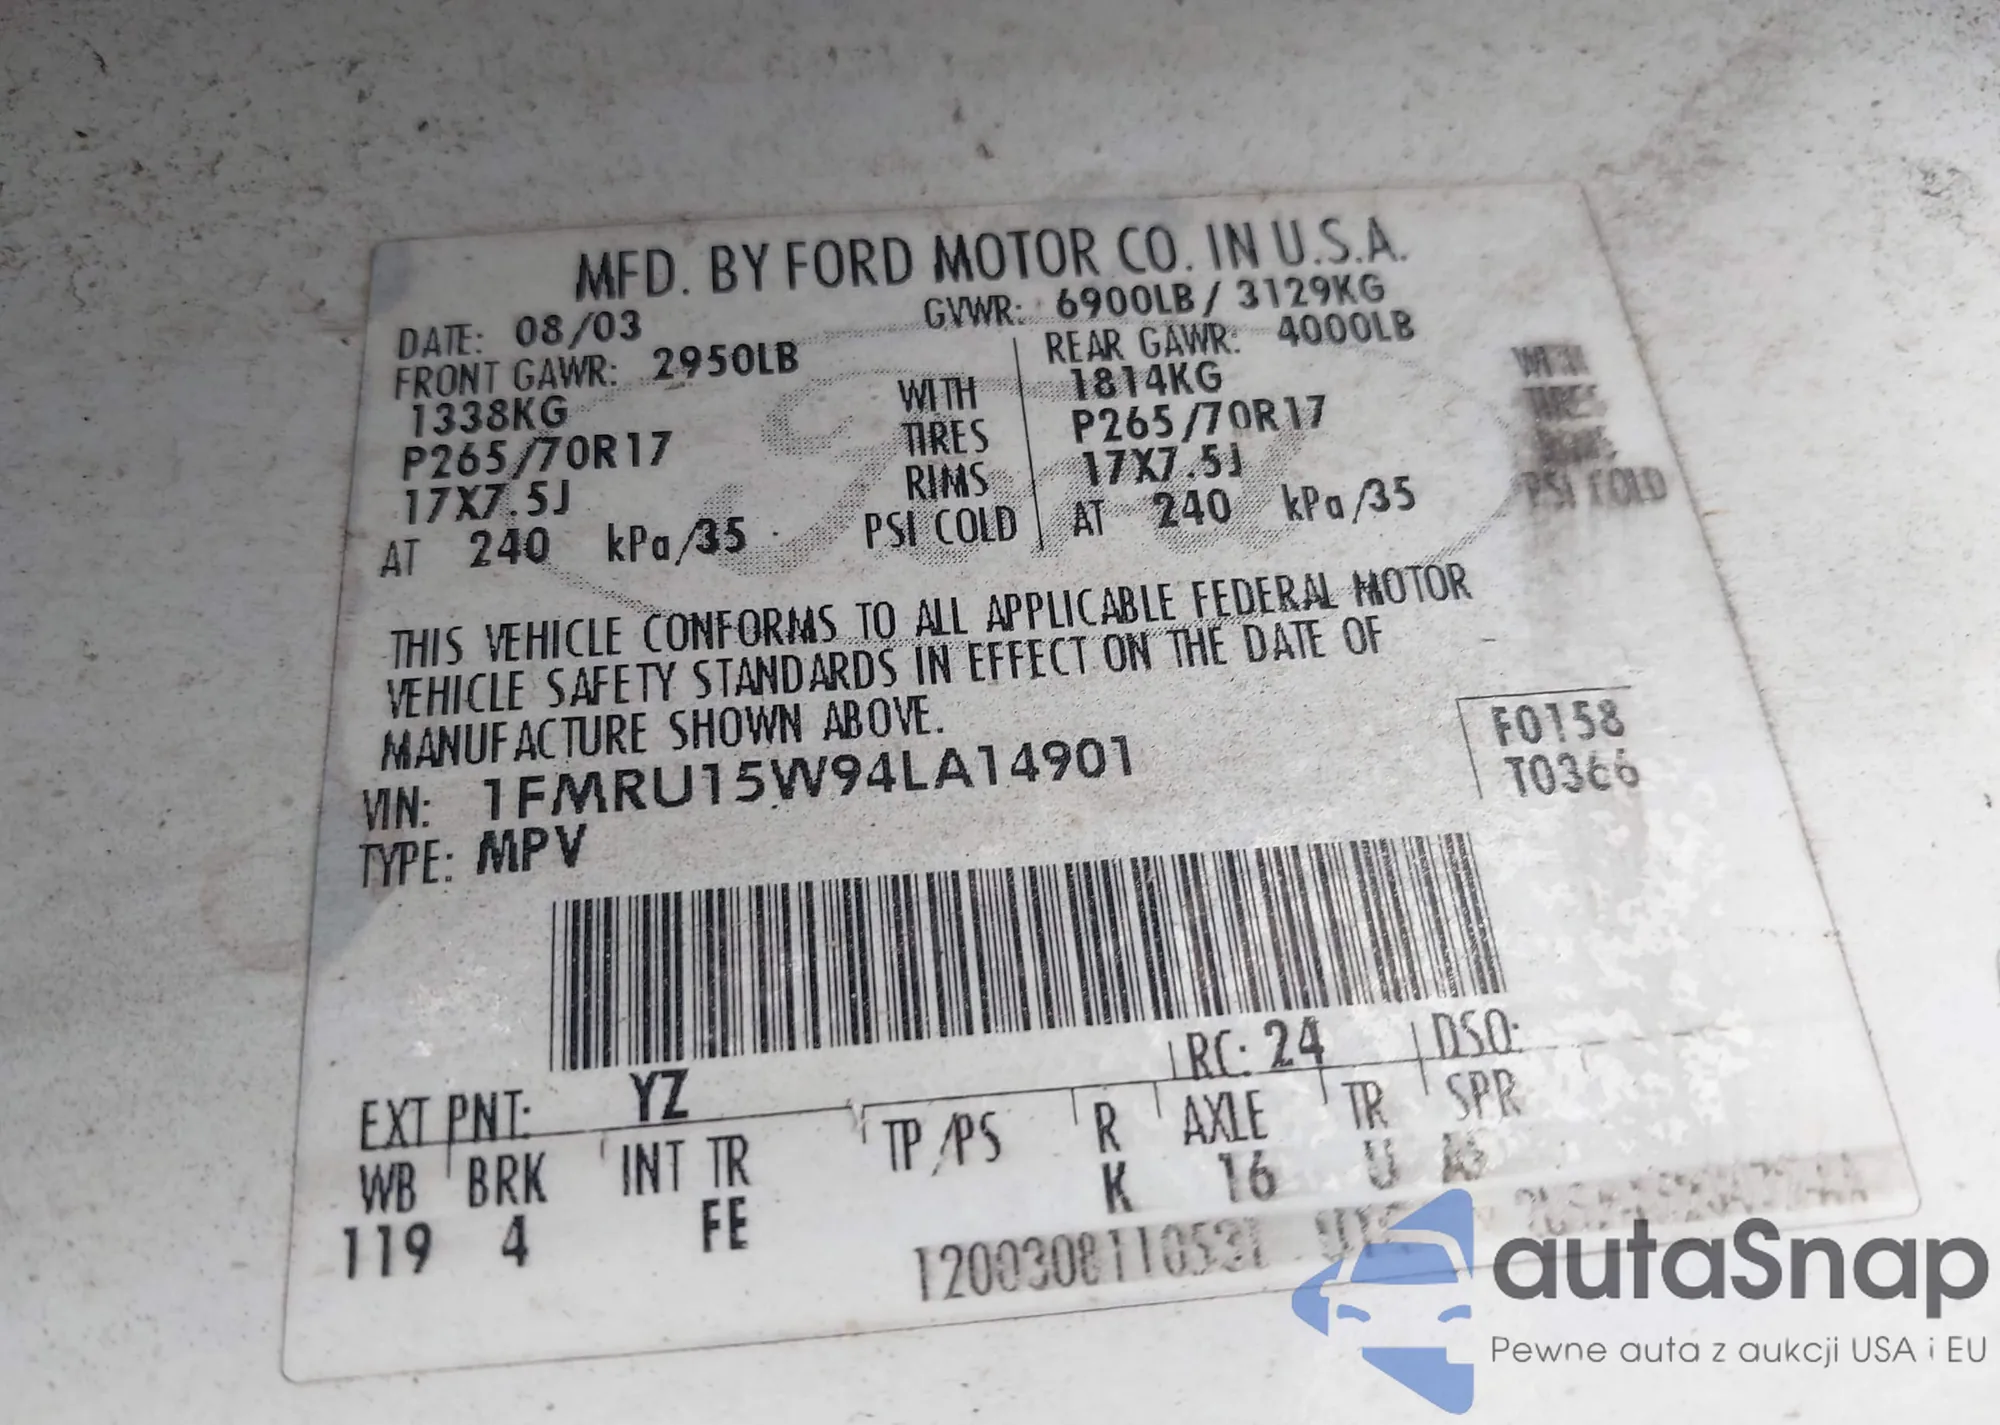 MFD. BY FORD MOTOR CO. IN U.S.A.
DATE: 08/03 GVWR: 6900LB / 3129KG
FRONT GAWR: 2950LB REAR GAWR: 4000LB
1338KG WITH 1814KG WITH
P265/70R17 TIRES P265/70R17 TIRES
17X7.5J RIMS 17X7.5J
AT 240 kPa/35 PSI COLD AT 240 kPa/35 PSI COLD
THIS VEHICLE CONFORMS TO ALL APPLICABLE FEDERAL MOTOR
VEHICLE SAFETY STANDARDS IN EFFECT ON THE DATE OF
MANUFACTURE SHOWN ABOVE.
VIN: 1FMRU15W94LA14901
F0158
T0366
TYPE: MPV
EXT PNT: YZ RC: 24 DSO:
WB BRK INT TR TP/PS R AXLE TR SPR
119 4 FE K 16 U
autaSnap
Pewne auta z aukcji USA i EU